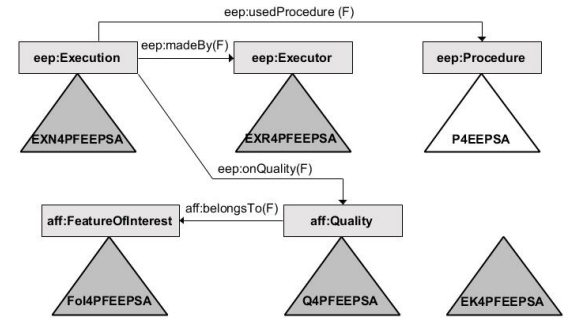 eep:usedProcedure (F)
eep:madeBy(F)
eep:Execution
eep:Executor
eep:Procedure
EXN4PFEEPSA
EXR4PFEEPSA
P4EEPSA
eep:onQuality(F)
aff:belongsTo(F)
aff:FeatureOfInterest
aff:Quality
FoI4PFEEPSA
Q4PFEEPSA
EK4PFEEPSA